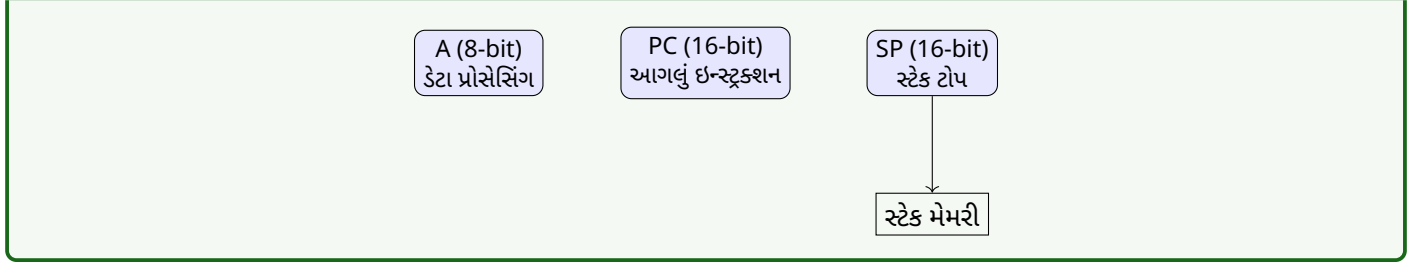 A (8-bit)
ડેટા પ્રોસેસિંગ
PC (16-bit)
આગલું ઇન્સ્ટ્રક્શન
SP (16-bit)
સ્ટેક ટોપ
સ્ટેક મેમરી